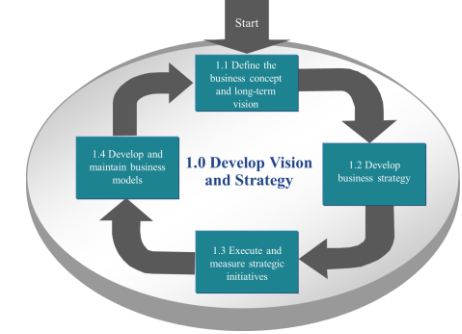 Start
1.1 Define the
business concept
and long-term
vision
1.2 Develop
business strategy
1.3 Execute and
measure strategic
initiatives
1.4 Develop and
maintain business
models
1.0 Develop Vision
and Strategy